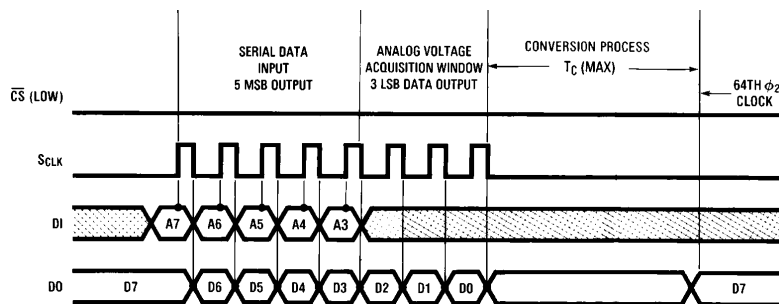 SERIAL DATA
INPUT
5 MSB OUTPUT
ANALOG VOLTAGE
ACQUISITION WINDOW
3 LSB DATA OUTPUT
CONVERSION PROCESS
TC (MAX)
64TH ϕ2
CLOCK
CS (LOW)
SCLK
DI
A7 A6 A5 A4 A3
DO
D7 D6 D5 D4 D3 D2 D1 D0 D7